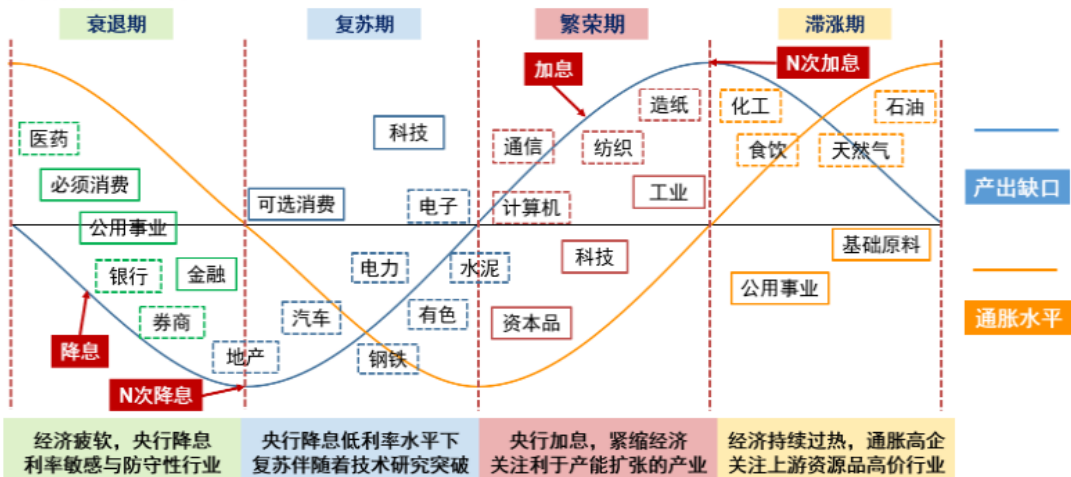 衰退期
复苏期
繁荣期
滞涨期
加息
N次加息
造纸
化工
石油
科技
医药
通信
纺织
食饮
天然气
必须消费
可选消费
电子
计算机
工业
产出缺口
公用事业
银行
金融
电力
水泥
科技
基础原料
公用事业
券商
汽车
有色
资本品
通胀水平
降息
地产
钢铁
N次降息
经济疲软，央行降息
利率敏感与防守性行业
央行降息低利率水平下
复苏伴随着技术研究突破
央行加息，紧缩经济
关注利于产能扩张的产业
经济持续过热，通胀高企
关注上游资源品高价行业